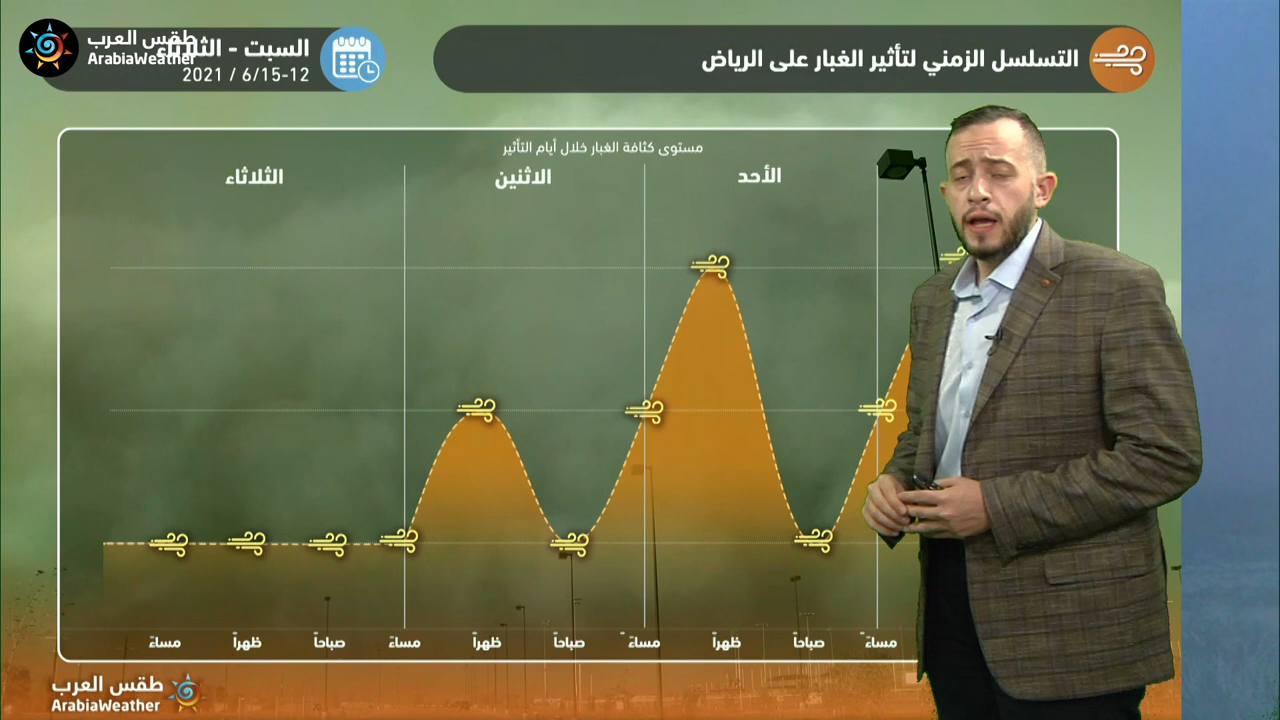 طقس العرب
ArabiaWeather
السبت - الثلاثاء
2021 / 6/15-12
التسلسل الزمني لتأثير الغبار على الرياض
مستوى كثافة الغبار خلال أيام التأثير
الأحد
الاثنين
الثلاثاء
مساءً
صباحاً
ظهراً
مساءً
صباحاً
ظهراً
مساءً
صباحاً
ظهراً
مساءً
طقس العرب
ArabiaWeather